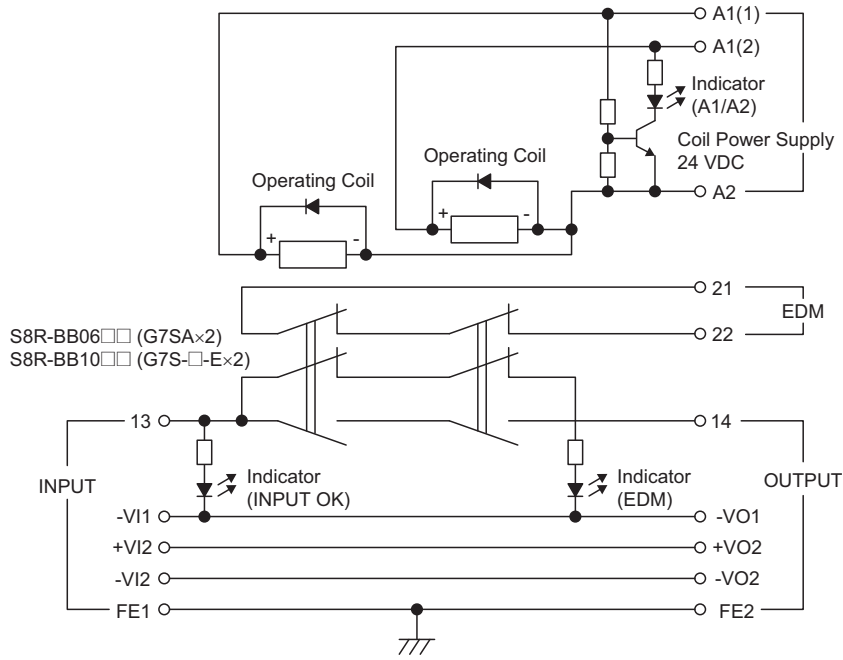 A1(1)
A1(2)
Indicator
(A1/A2)
Coil Power Supply
24 VDC
Operating Coil
Operating Coil
A2
+ -
+ -
21
EDM
22
S8R-BB06□□ (G7SA×2)
S8R-BB10□□ (G7S-□-E×2)
13
14
INPUT
Indicator
(INPUT OK)
Indicator
(EDM)
OUTPUT
-VI1
-VO1
+VI2
+VO2
-VI2
-VO2
FE1
FE2